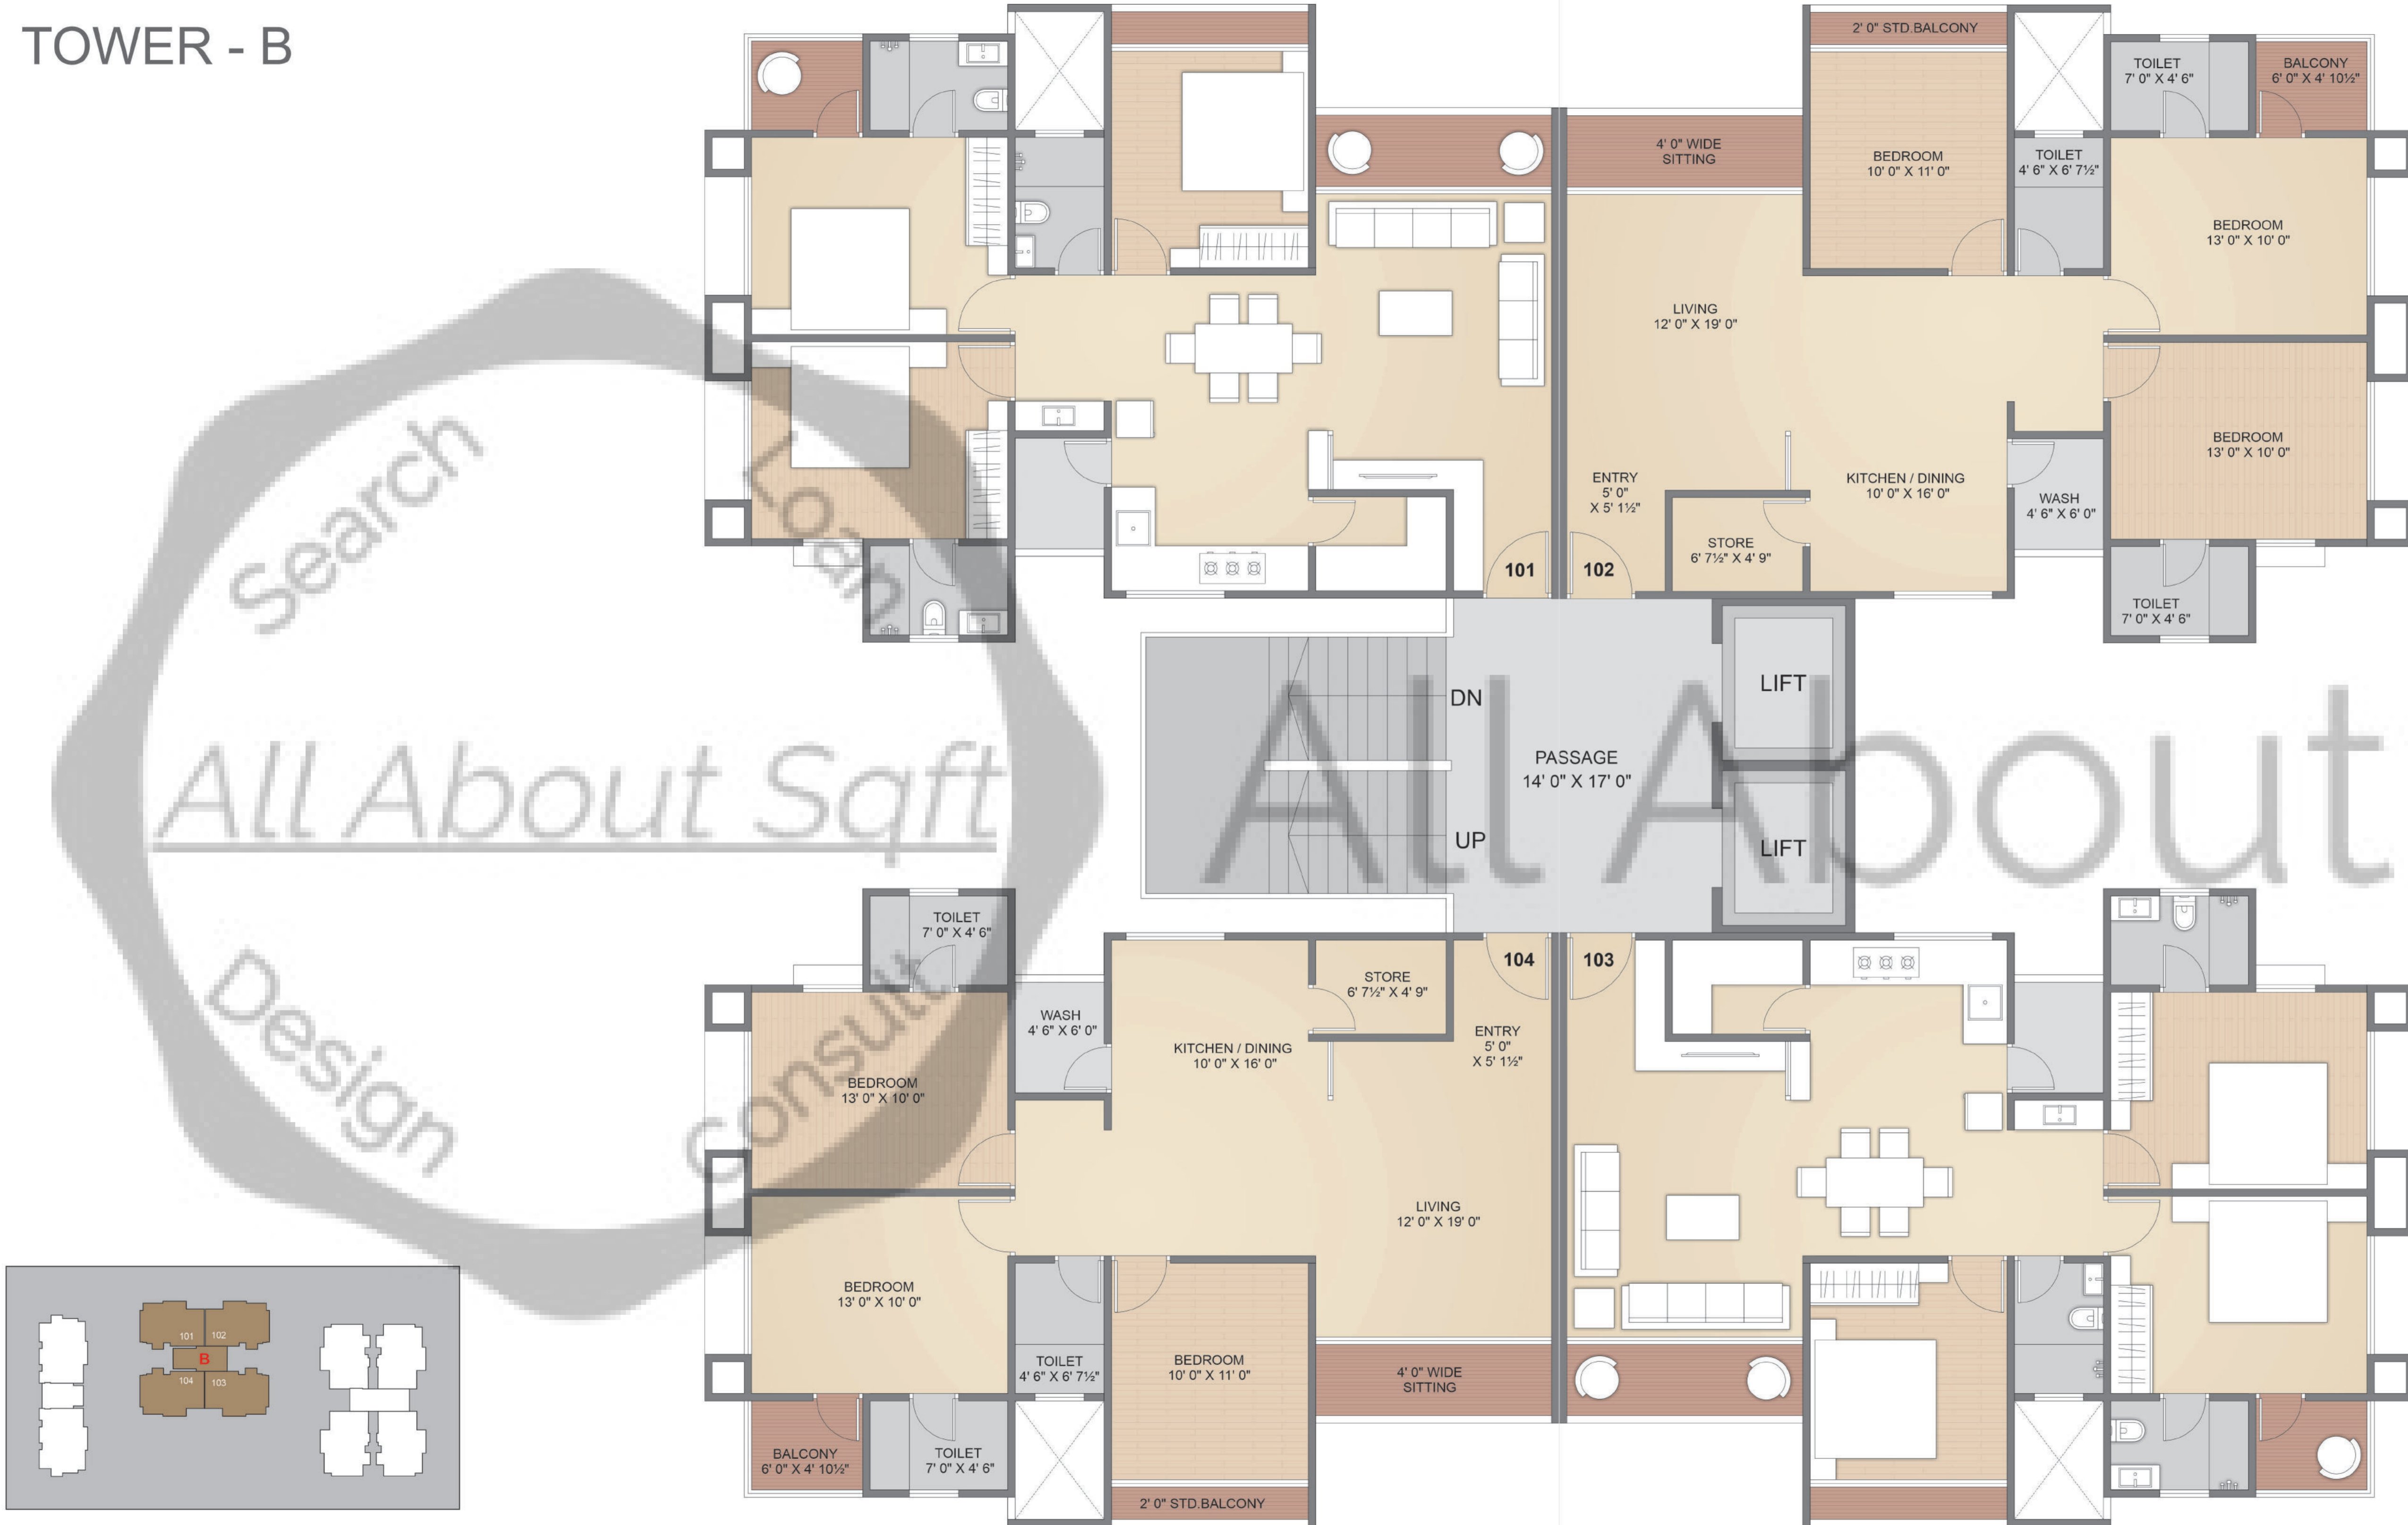 TOWER - B
2' 0" STD.BALCONY
TOILET
7' 0" X 4' 6"
BALCONY
6' 0" X 4' 10½"
4' 0" WIDE
SITTING
BEDROOM
10' 0" X 11' 0"
TOILET
4' 6" X 6' 7½"
BEDROOM
13' 0" X 10' 0"
LIVING
12' 0" X 19' 0"
BEDROOM
13' 0" X 10' 0"
ENTRY
5' 0"
X 5' 1½"
KITCHEN / DINING
10' 0" X 16' 0"
WASH
4' 6" X 6' 0"
STORE
6' 7½" X 4' 9"
101
102
TOILET
7' 0" X 4' 6"
Search
Loan
All About Sqft
Design
Consult
All About
DN
UP
PASSAGE
14' 0" X 17' 0"
LIFT
LIFT
TOILET
7' 0" X 4' 6"
104
103
STORE
6' 7½" X 4' 9"
WASH
4' 6" X 6' 0"
KITCHEN / DINING
10' 0" X 16' 0"
ENTRY
5' 0"
X 5' 1½"
BEDROOM
13' 0" X 10' 0"
LIVING
12' 0" X 19' 0"
BEDROOM
13' 0" X 10' 0"
TOILET
4' 6" X 6' 7½"
BEDROOM
10' 0" X 11' 0"
4' 0" WIDE
SITTING
BALCONY
6' 0" X 4' 10½"
TOILET
7' 0" X 4' 6"
2' 0" STD.BALCONY
101
102
B
104
103